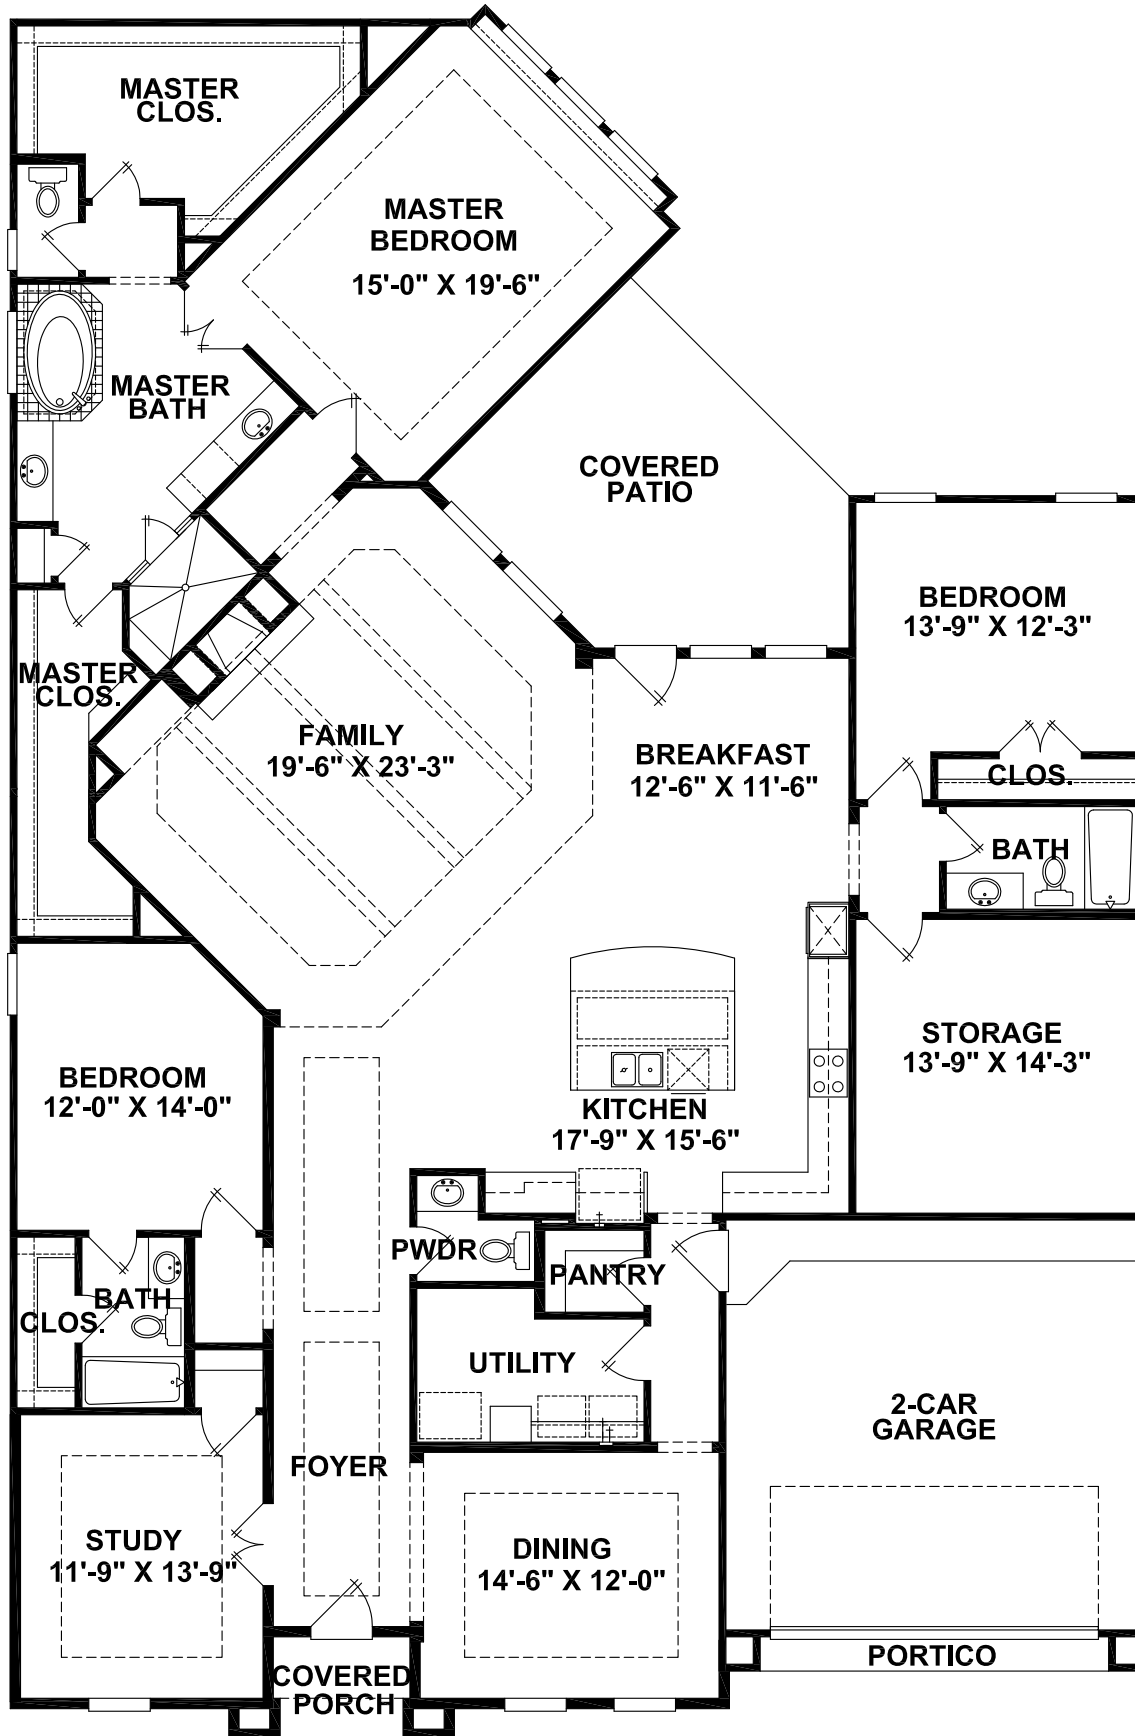 MASTER
CLOS.
MASTER
BEDROOM
15'-0" X 19'-6"
MASTER
BATH
COVERED
PATIO
BEDROOM
13'-9" X 12'-3"
MASTER
CLOS.
FAMILY
19'-6" X 23'-3"
BREAKFAST
12'-6" X 11'-6"
CLOS.
BATH
STORAGE
13'-9" X 14'-3"
BEDROOM
12'-0" X 14'-0"
KITCHEN
17'-9" X 15'-6"
PWDR
PANTRY
BATH
CLOS.
UTILITY
2-CAR
GARAGE
FOYER
STUDY
11'-9" X 13'-9"
DINING
14'-6" X 12'-0"
PORTICO
COVERED
PORCH